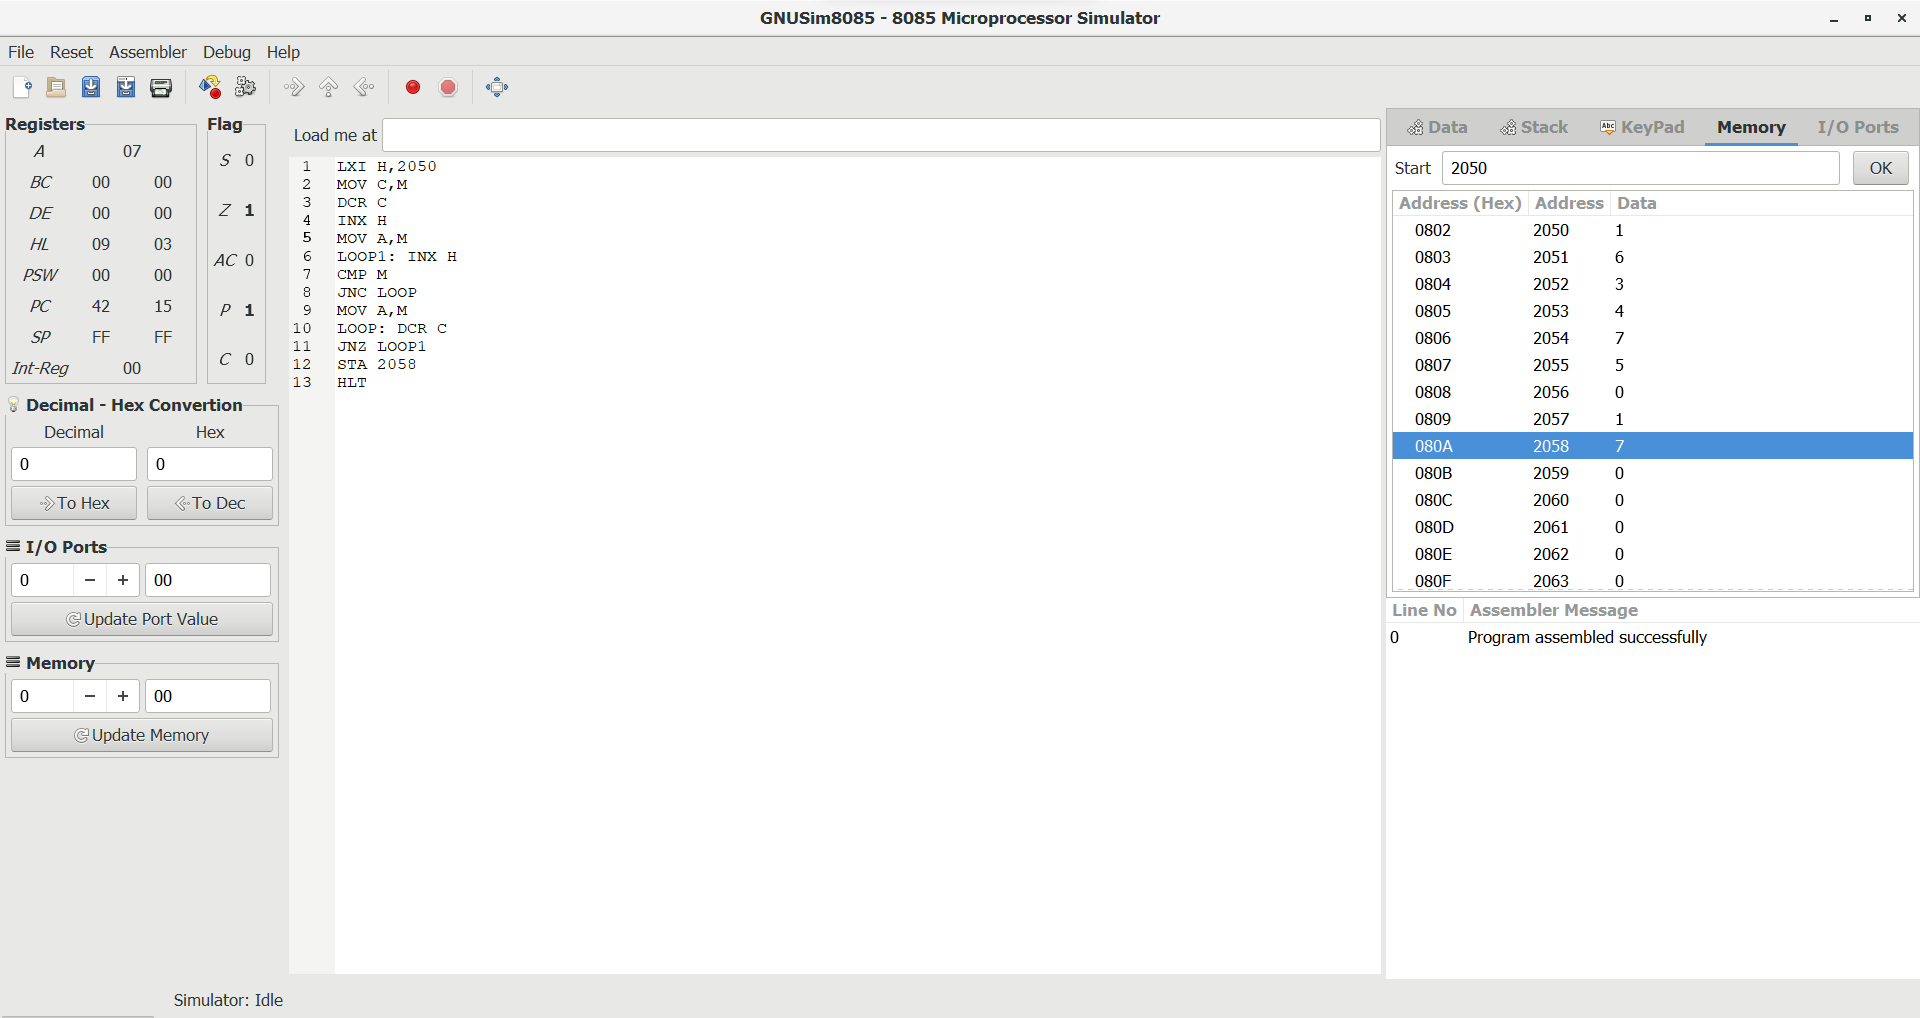 GNUSim8085 - 8085 Microprocessor Simulator
File Reset Assembler Debug Help
Registers
A 07
BC 00 00
DE 00 00
HL 09 03
PSW 00 00
PC 42 15
SP FF FF
Int-Reg 00
Flag
S 0
Z 1
AC 0
P 1
C 0
Decimal - Hex Convertion
Decimal Hex
0 0
To Hex To Dec
I/O Ports
0 − + 00
Update Port Value
Memory
0 − + 00
Update Memory
Load me at
1 LXI H,2050
2 MOV C,M
3 DCR C
4 INX H
5 MOV A,M
6 LOOP1: INX H
7 CMP M
8 JNC LOOP
9 MOV A,M
10 LOOP: DCR C
11 JNZ LOOP1
12 STA 2058
13 HLT
Data Stack Abc KeyPad Memory I/O Ports
Start 2050 OK
Address (Hex) Address Data
0802 2050 1
0803 2051 6
0804 2052 3
0805 2053 4
0806 2054 7
0807 2055 5
0808 2056 0
0809 2057 1
080A 2058 7
080B 2059 0
080C 2060 0
080D 2061 0
080E 2062 0
080F 2063 0
Line No Assembler Message
0 Program assembled successfully
Simulator: Idle